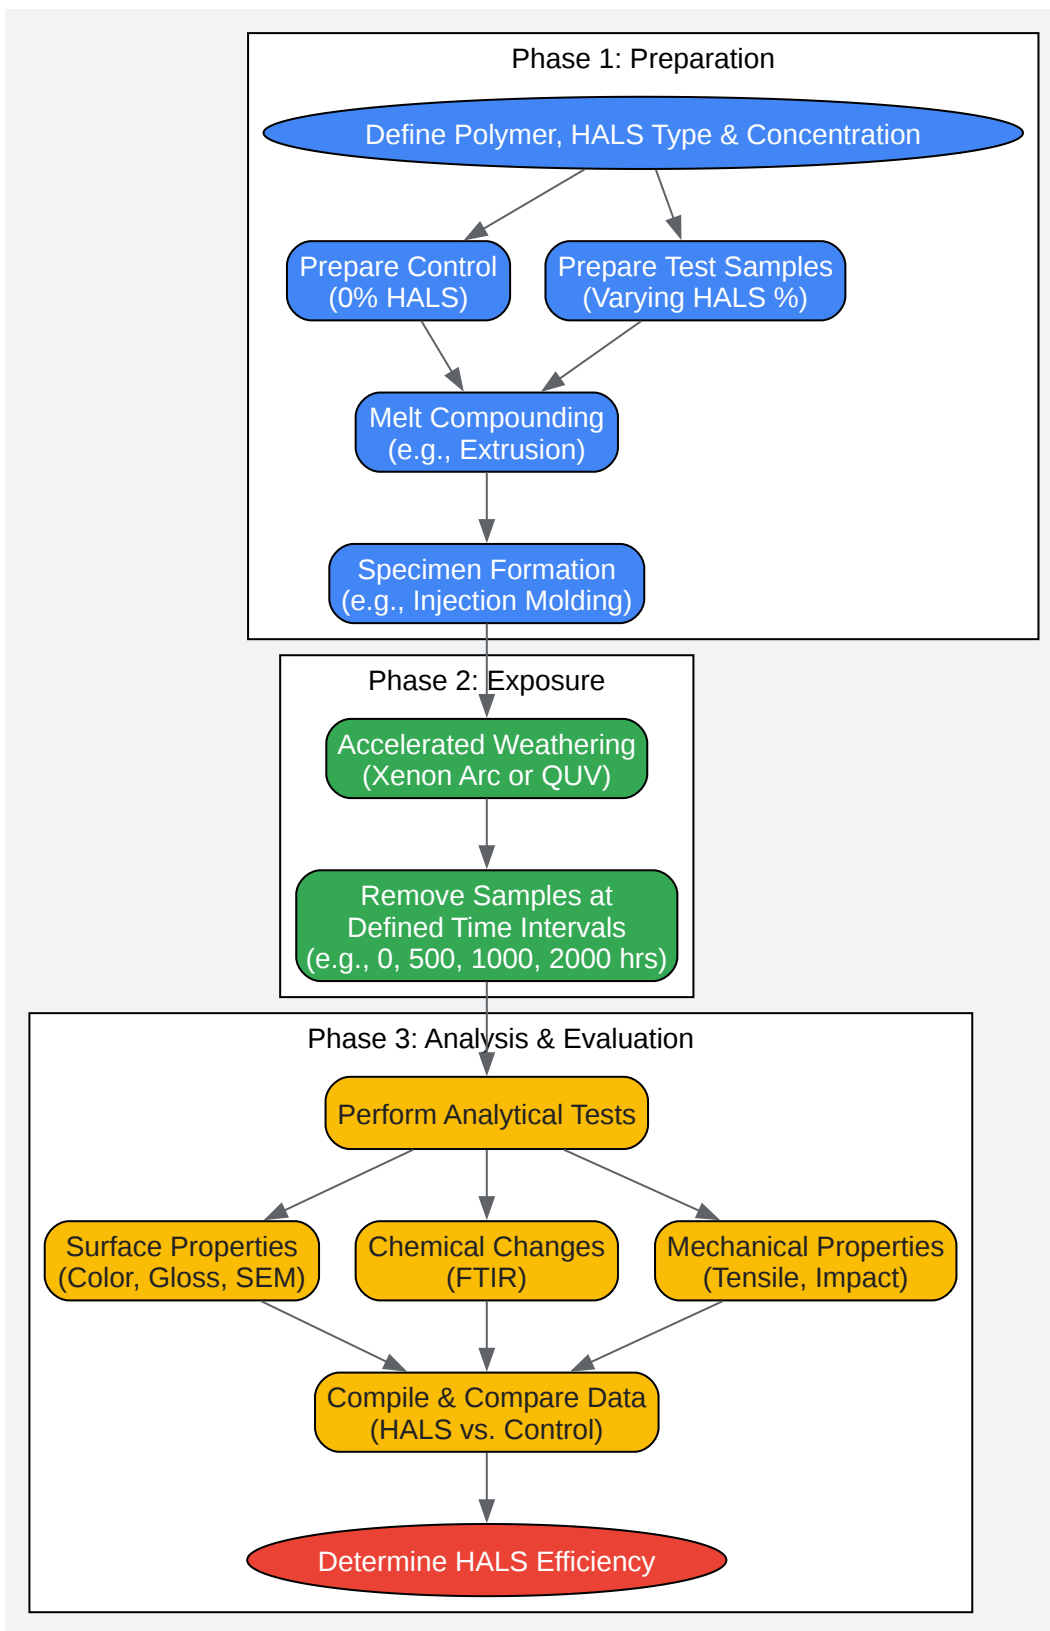 Phase 1: Preparation
Define Polymer, HALS Type & Concentration
Prepare Control
(0% HALS)
Prepare Test Samples
(Varying HALS %)
Melt Compounding
(e.g., Extrusion)
Specimen Formation
(e.g., Injection Molding)
Phase 2: Exposure
Accelerated Weathering
(Xenon Arc or QUV)
Remove Samples at
Defined Time Intervals
(e.g., 0, 500, 1000, 2000 hrs)
Phase 3: Analysis & Evaluation
Perform Analytical Tests
Surface Properties
(Color, Gloss, SEM)
Chemical Changes
(FTIR)
Mechanical Properties
(Tensile, Impact)
Compile & Compare Data
(HALS vs. Control)
Determine HALS Efficiency